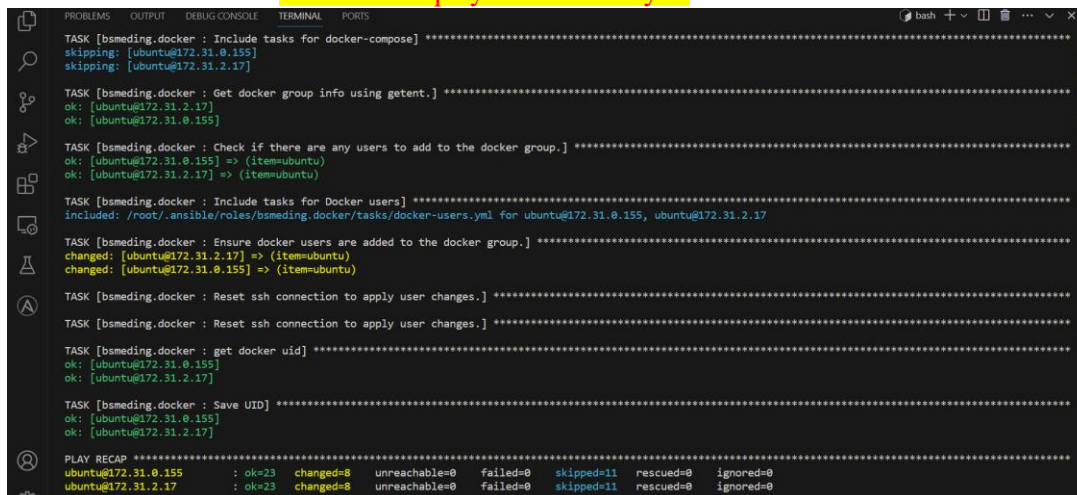 PROBLEMS OUTPUT DEBUG CONSOLE TERMINAL PORTS bash
TASK [bsmeding.docker : Include tasks for docker-compose] ****************************************************************************************************
skipping: [ubuntu@172.31.0.155]
skipping: [ubuntu@172.31.2.17]
TASK [bsmeding.docker : Get docker group info using getent.] *************************************************************************************************
ok: [ubuntu@172.31.2.17]
ok: [ubuntu@172.31.0.155]
TASK [bsmeding.docker : Check if there are any users to add to the docker group.] ****************************************************************************
ok: [ubuntu@172.31.0.155] => (item=ubuntu)
ok: [ubuntu@172.31.2.17] => (item=ubuntu)
TASK [bsmeding.docker : Include tasks for Docker users] ******************************************************************************************************
included: /root/.ansible/roles/bsmeding.docker/tasks/docker-users.yml for ubuntu@172.31.0.155, ubuntu@172.31.2.17
TASK [bsmeding.docker : Ensure docker users are added to the docker group.] **********************************************************************************
changed: [ubuntu@172.31.2.17] => (item=ubuntu)
changed: [ubuntu@172.31.0.155] => (item=ubuntu)
TASK [bsmeding.docker : Reset ssh connection to apply user changes.] *****************************************************************************************
TASK [bsmeding.docker : Reset ssh connection to apply user changes.] *****************************************************************************************
TASK [bsmeding.docker : get docker uid] **********************************************************************************************************************
ok: [ubuntu@172.31.0.155]
ok: [ubuntu@172.31.2.17]
TASK [bsmeding.docker : Save UID] ****************************************************************************************************************************
ok: [ubuntu@172.31.0.155]
ok: [ubuntu@172.31.2.17]
PLAY RECAP ***************************************************************************************************************************************************
ubuntu@172.31.0.155 : ok=23 changed=8 unreachable=0 failed=0 skipped=11 rescued=0 ignored=0
ubuntu@172.31.2.17 : ok=23 changed=8 unreachable=0 failed=0 skipped=11 rescued=0 ignored=0